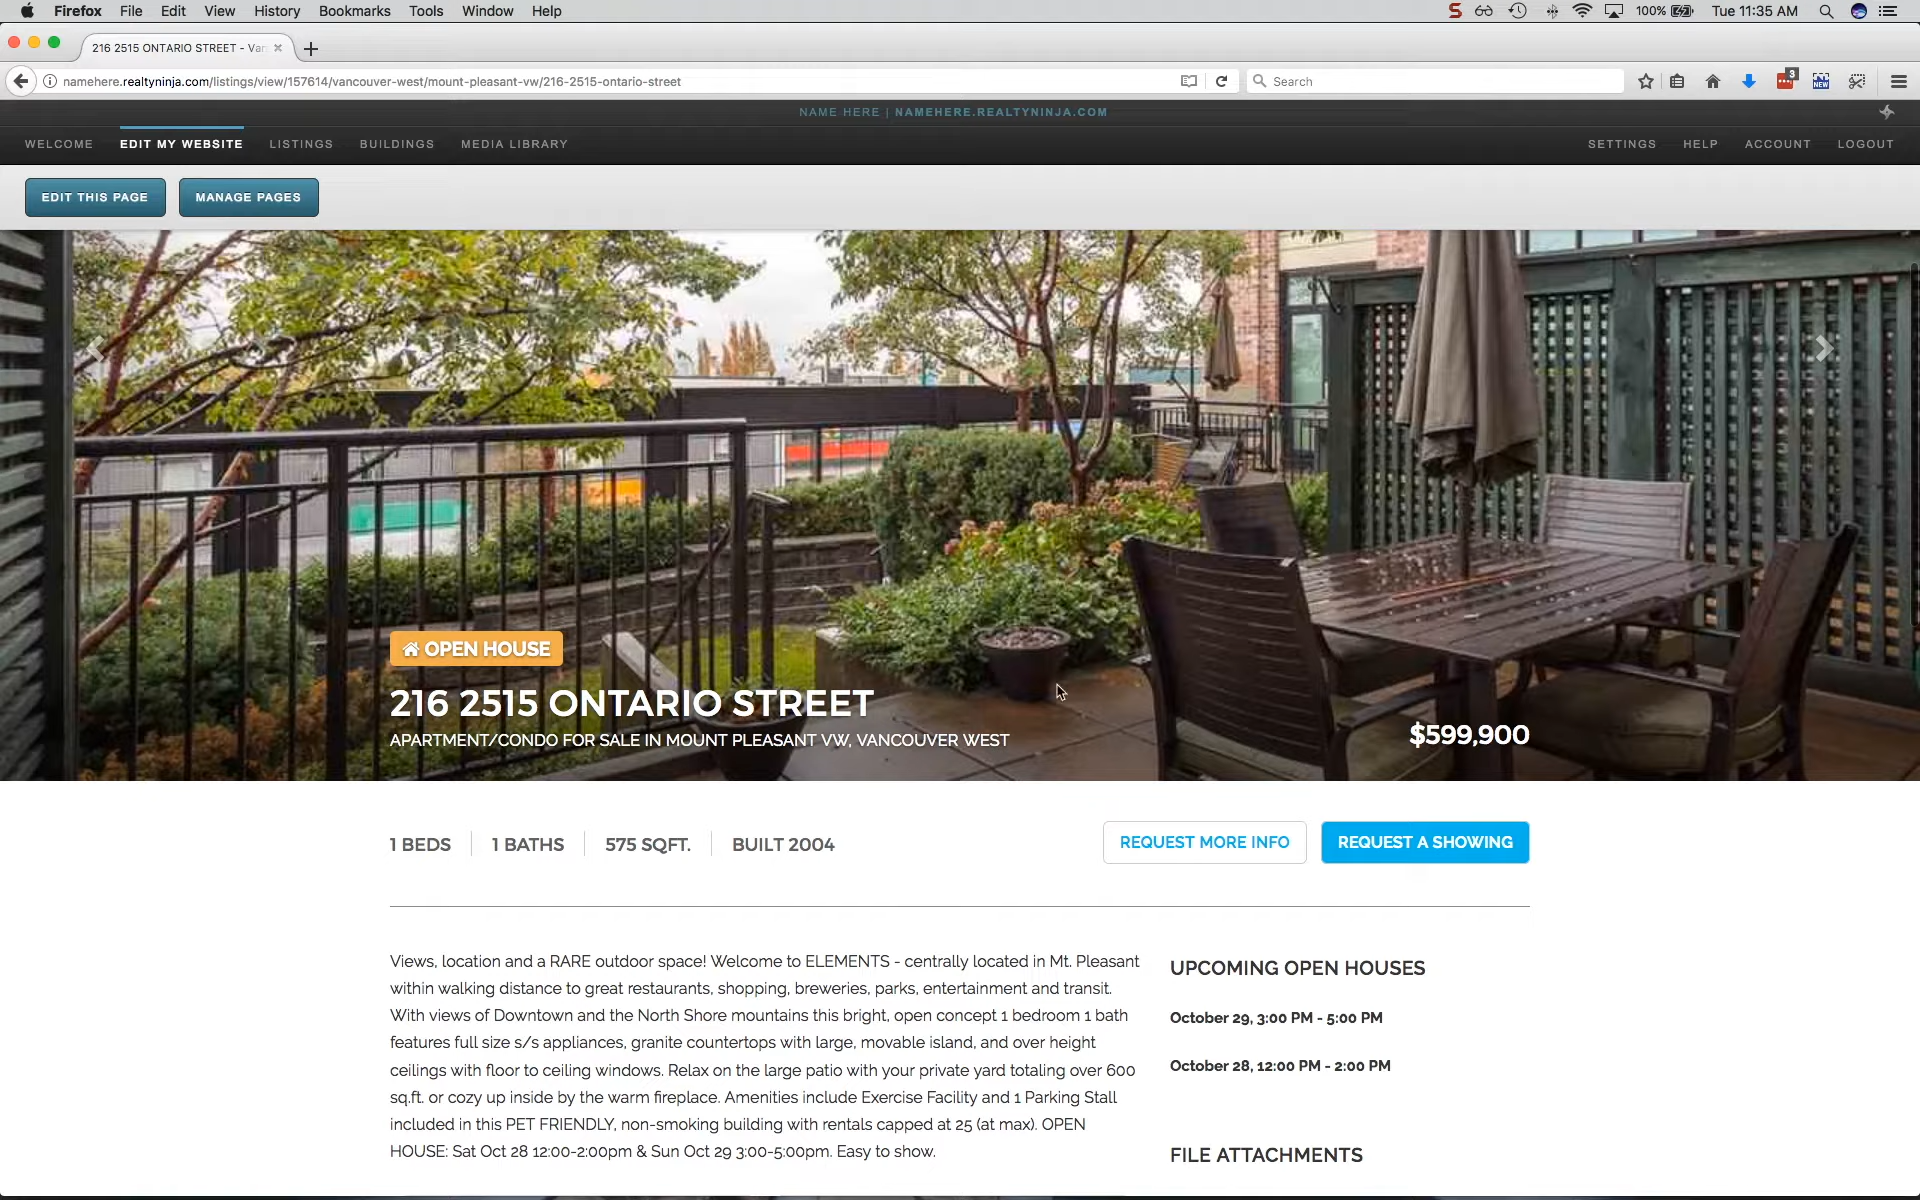 Firefox File Edit View History Bookmarks Tools Window Help
100% Tue 11:35 AM
216 2515 ONTARIO STREET - Van
namehere.realtyninja.com/listings/view/157614/vancouver-west/mount-pleasant-vw/216-2515-ontario-street
Search
3
NEW
NAME HERE | NAMEHERE.REALTYNINJA.COM
WELCOME EDIT MY WEBSITE LISTINGS BUILDINGS MEDIA LIBRARY
SETTINGS HELP ACCOUNT LOGOUT
EDIT THIS PAGE MANAGE PAGES
OPEN HOUSE
216 2515 ONTARIO STREET
APARTMENT/CONDO FOR SALE IN MOUNT PLEASANT VW, VANCOUVER WEST
$599,900
1 BEDS 1 BATHS 575 SQFT. BUILT 2004
REQUEST MORE INFO REQUEST A SHOWING
Views, location and a RARE outdoor space! Welcome to ELEMENTS - centrally located in Mt. Pleasant
within walking distance to great restaurants, shopping, breweries, parks, entertainment and transit.
With views of Downtown and the North Shore mountains this bright, open concept 1 bedroom 1 bath
features full size s/s appliances, granite countertops with large, movable island, and over height
ceilings with floor to ceiling windows. Relax on the large patio with your private yard totaling over 600
sq.ft. or cozy up inside by the warm fireplace. Amenities include Exercise Facility and 1 Parking Stall
included in this PET FRIENDLY, non-smoking building with rentals capped at 25 (at max). OPEN
HOUSE: Sat Oct 28 12:00-2:00pm & Sun Oct 29 3:00-5:00pm. Easy to show.
UPCOMING OPEN HOUSES
October 29, 3:00 PM - 5:00 PM
October 28, 12:00 PM - 2:00 PM
FILE ATTACHMENTS